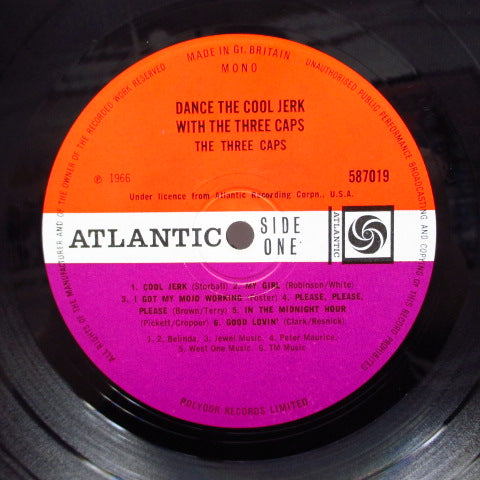 MADE IN Gt. BRITAIN
MONO
DANCE THE COOL JERK
WITH THE THREE CAPS
THE THREE CAPS
℗ 1966
587019
Under licence from Atlantic Recording Corpn., U.S.A.
ATLANTIC
SIDE
ONE
ATLANTIC
1. COOL JERK (Storball) 2. MY GIRL (Robinson/White)
3. I GOT MY MOJO WORKING (Foster) 4. PLEASE, PLEASE,
PLEASE (Brown/Terry) 5. IN THE MIDNIGHT HOUR
(Pickett/Cropper) 6. GOOD LOVIN' (Clark/Resnick)
1. 2. Belinda. 3. Jewel Music. 4. Peter Maurice.
5. West One Music. 6. TM Music.
POLYDOR RECORDS LIMITED
ALL RIGHTS OF THE MANUFACTURER AND OF THE OWNER OF THE RECORDED WORK RESERVED
UNAUTHORISED PUBLIC PERFORMANCE BROADCASTING AND COPYING OF THIS RECORD PROHIBITED